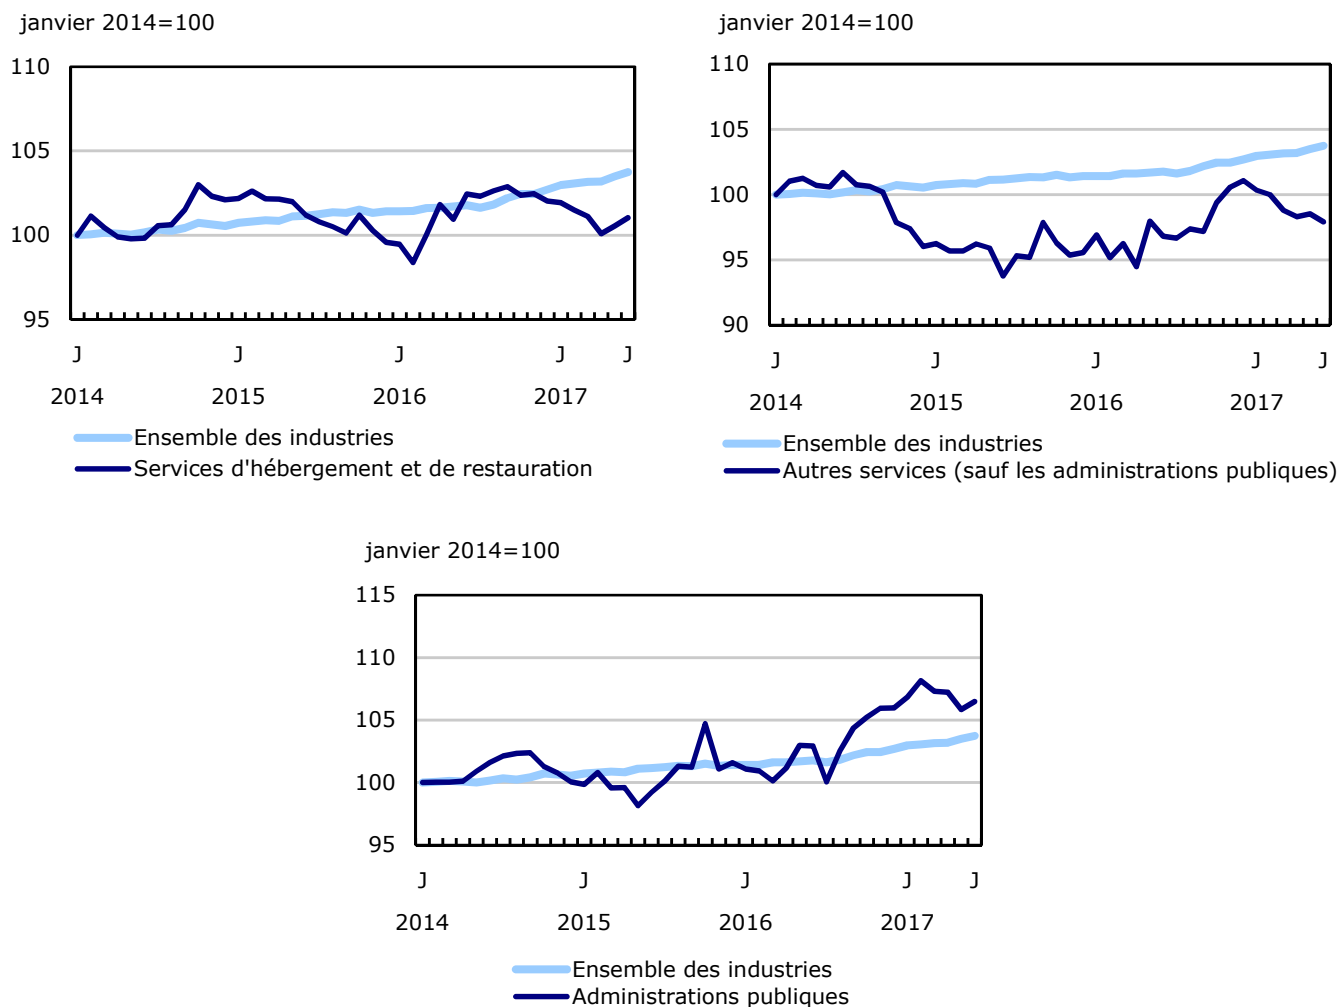 janvier 2014=100
110
105
100
95
J J J J J
2014 2015 2016 2017
Ensemble des industries
Services d'hébergement et de restauration
janvier 2014=100
110
105
100
95
90
J J J J J
2014 2015 2016 2017
Ensemble des industries
Autres services (sauf les administrations publiques)
janvier 2014=100
115
110
105
100
95
J J J J J
2014 2015 2016 2017
Ensemble des industries
Administrations publiques